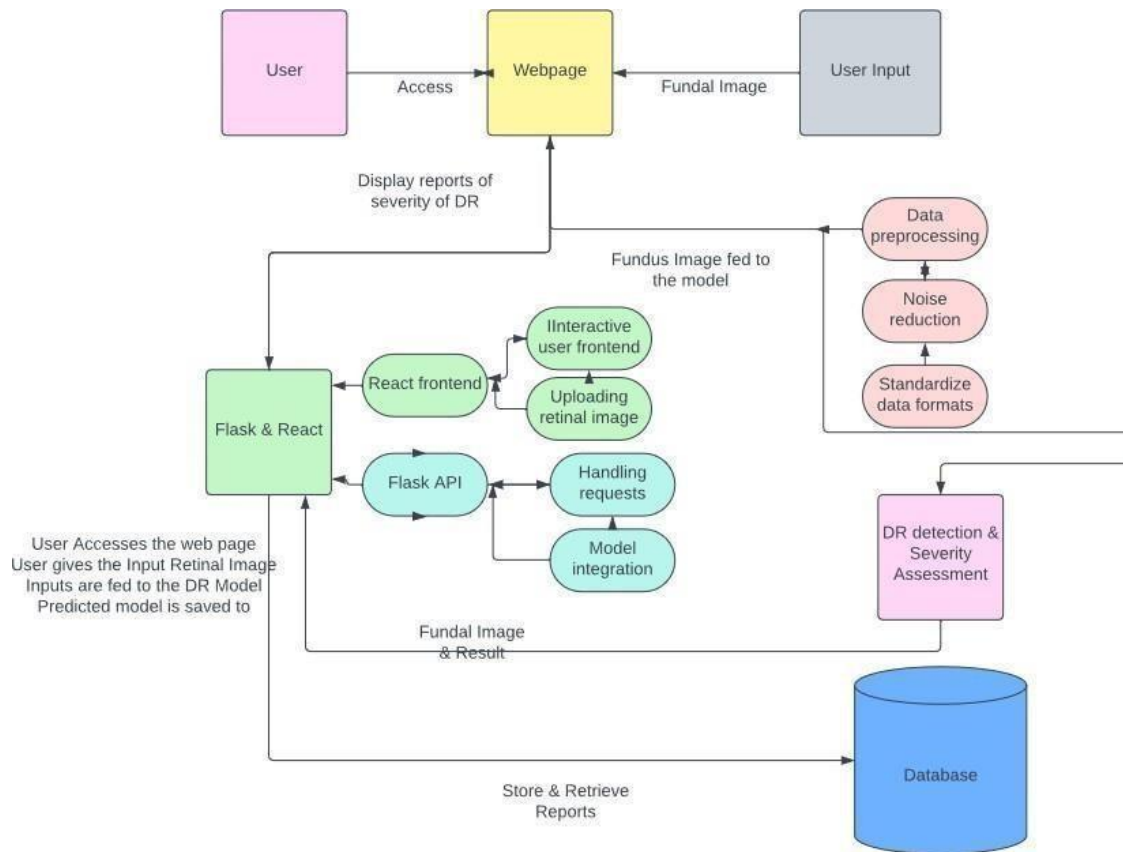 User
Webpage
User Input
Access
Fundal Image
Display reports of
severity of DR
Data
preprocessing
Fundus Image fed to
the model
Noise
reduction
IInteractive
user frontend
React frontend
Standardize
data formats
Uploading
retinal image
Flask & React
Flask API
Handling
requests
DR detection &
Severity
Assessment
Model
integration
User Accesses the web page
User gives the Input Retinal Image
Inputs are fed to the DR Model
Predicted model is saved to
Fundal Image
& Result
Database
Store & Retrieve
Reports